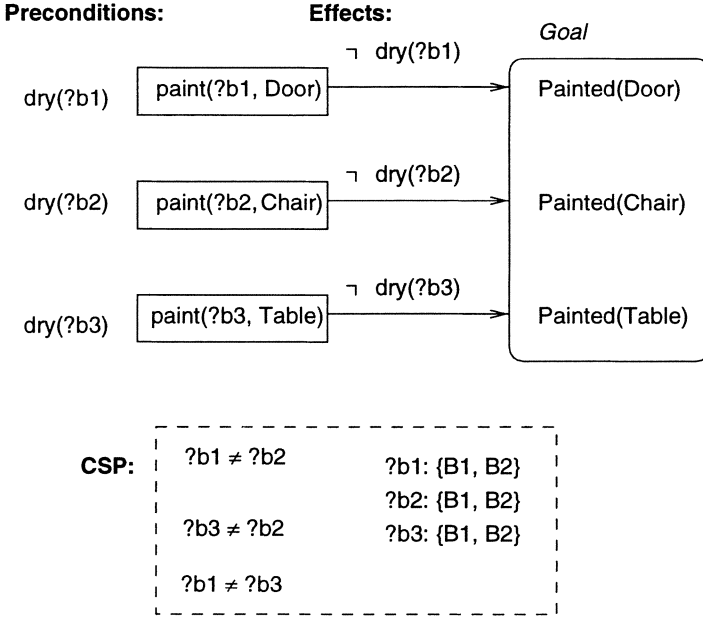 Preconditions: Effects:
Goal
¬ dry(?b1)
dry(?b1) paint(?b1, Door) Painted(Door)
¬ dry(?b2)
dry(?b2) paint(?b2, Chair) Painted(Chair)
¬ dry(?b3)
dry(?b3) paint(?b3, Table) Painted(Table)
CSP:
?b1 ≠ ?b2
?b3 ≠ ?b2
?b1 ≠ ?b3
?b1: {B1, B2}
?b2: {B1, B2}
?b3: {B1, B2}